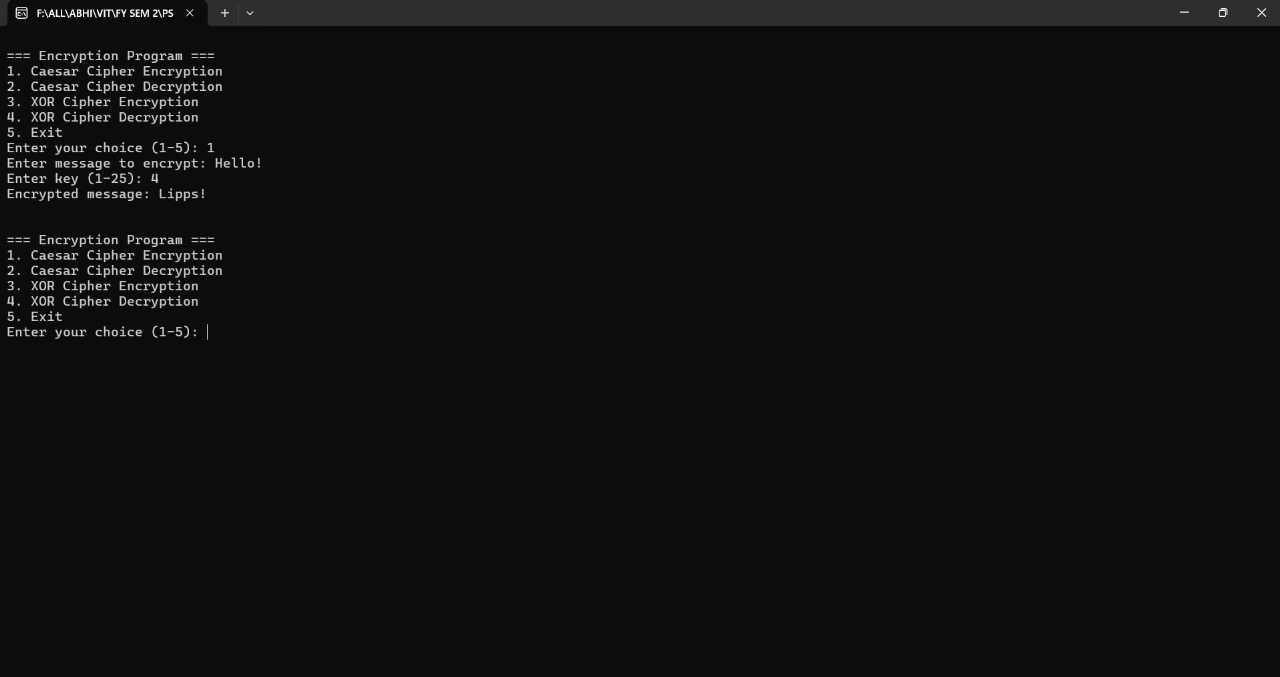 F:\ALL\ABHI\VIT\FY SEM 2\PS
=== Encryption Program ===
1. Caesar Cipher Encryption
2. Caesar Cipher Decryption
3. XOR Cipher Encryption
4. XOR Cipher Decryption
5. Exit
Enter your choice (1-5): 1
Enter message to encrypt: Hello!
Enter key (1-25): 4
Encrypted message: Lipps!
=== Encryption Program ===
1. Caesar Cipher Encryption
2. Caesar Cipher Decryption
3. XOR Cipher Encryption
4. XOR Cipher Decryption
5. Exit
Enter your choice (1-5):